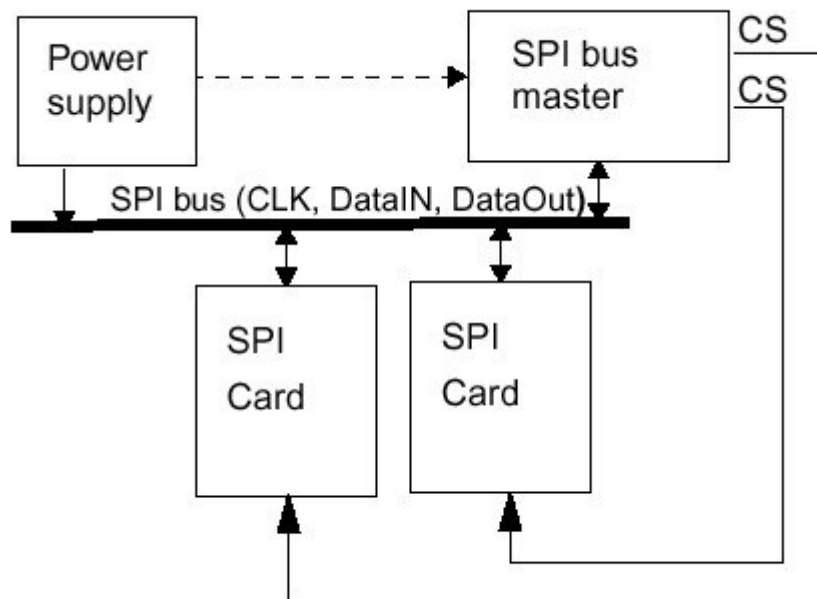 Power
supply
SPI bus
master
CS
CS
SPI bus (CLK, DataIN, DataOut)
SPI
Card
SPI
Card